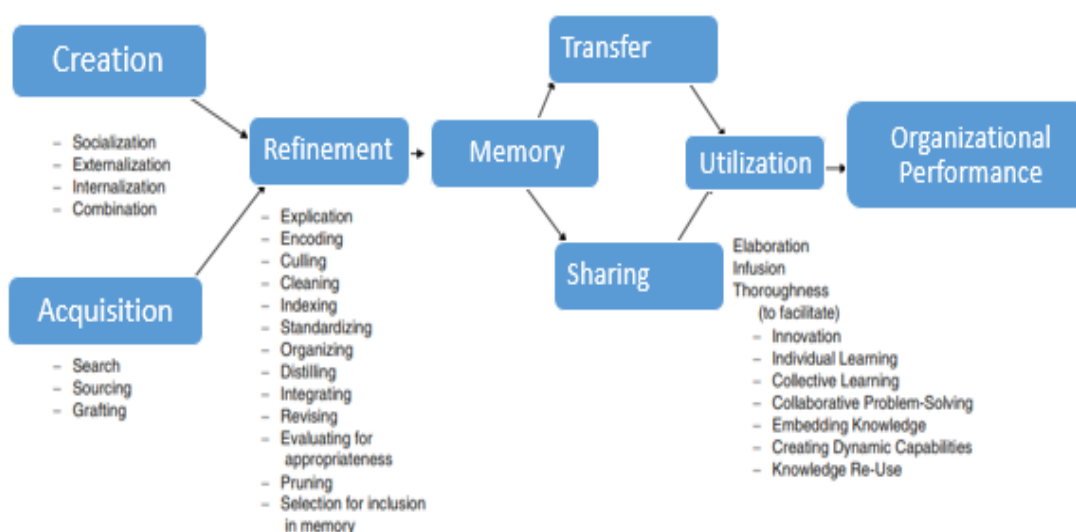 Creation
– Socialization
– Externalization
– Internalization
– Combination
Acquisition
– Search
– Sourcing
– Grafting
Refinement
– Explication
– Encoding
– Culling
– Cleaning
– Indexing
– Standardizing
– Organizing
– Distilling
– Integrating
– Revising
– Evaluating for
appropriateness
– Pruning
– Selection for inclusion
in memory
Memory
Transfer
Sharing
Utilization
Elaboration
Infusion
Thoroughness
(to facilitate)
– Innovation
– Individual Learning
– Collective Learning
– Collaborative Problem-Solving
– Embedding Knowledge
– Creating Dynamic Capabilities
– Knowledge Re-Use
Organizational
Performance